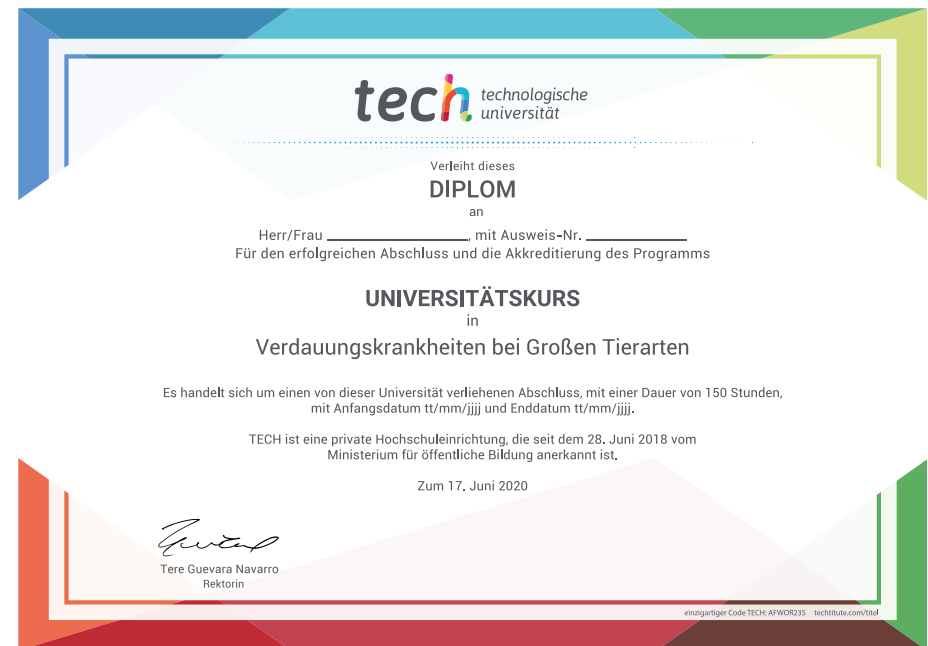 tech technologische
universität
Verleiht dieses
DIPLOM
an
Herr/Frau ____________, mit Ausweis-Nr. ____________
Für den erfolgreichen Abschluss und die Akkreditierung des Programms
UNIVERSITÄTSKURS
in
Verdauungskrankheiten bei Großen Tierarten
Es handelt sich um einen von dieser Universität verliehenen Abschluss, mit einer Dauer von 150 Stunden,
mit Anfangsdatum tt/mm/jjjj und Enddatum tt/mm/jjjj.
TECH ist eine private Hochschuleinrichtung, die seit dem 28. Juni 2018 vom
Ministerium für öffentliche Bildung anerkannt ist.
Zum 17. Juni 2020
Tere Guevara Navarro
Rektorin
einzigartiger Code TECH: AFWOR23S techtitute.com/titel